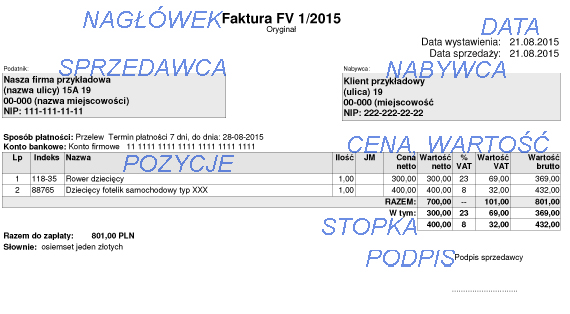 NAGŁÓWEK Faktura FV 1/2015
Oryginał
DATA
Data wystawienia: 21.08.2015
Data sprzedaży: 21.08.2015
Podatnik: SPRZEDAWCA
Nasza firma przykładowa
(nazwa ulicy) 15A 19
00-000 (nazwa miejscowości)
NIP: 111-111-11-11
Nabywca: NABYWCA
Klient przykładowy
(ulica) 19
00-000 (miejscowość
NIP: 222-222-22-22
Sposób płatności: Przelew Termin płatności 7 dni, do dnia: 28-08-2015
Konto bankowe: Konto firmowe 11 1111 1111 1111 1111 1111 1111
CENA, WARTOŚĆ
Lp Indeks Nazwa Ilość JM Cena netto Wartość netto % VAT Wartość VAT Wartość brutto
POZYCJE
1 118-35 Rower dziecięcy 1,00 300,00 300,00 23 69,00 369.00
2 88765 Dziecięcy fotelik samochodowy typ XXX 1,00 400,00 400,00 8 32,00 432.00
RAZEM: 700,00 -- 101,00 801.00
W tym: 300,00 23 69,00 369.00
400,00 8 32,00 432,00
STOPKA
Razem do zapłaty: 801,00 PLN
Słownie: osiemset jeden złotych
PODPIS Podpis sprzedawcy